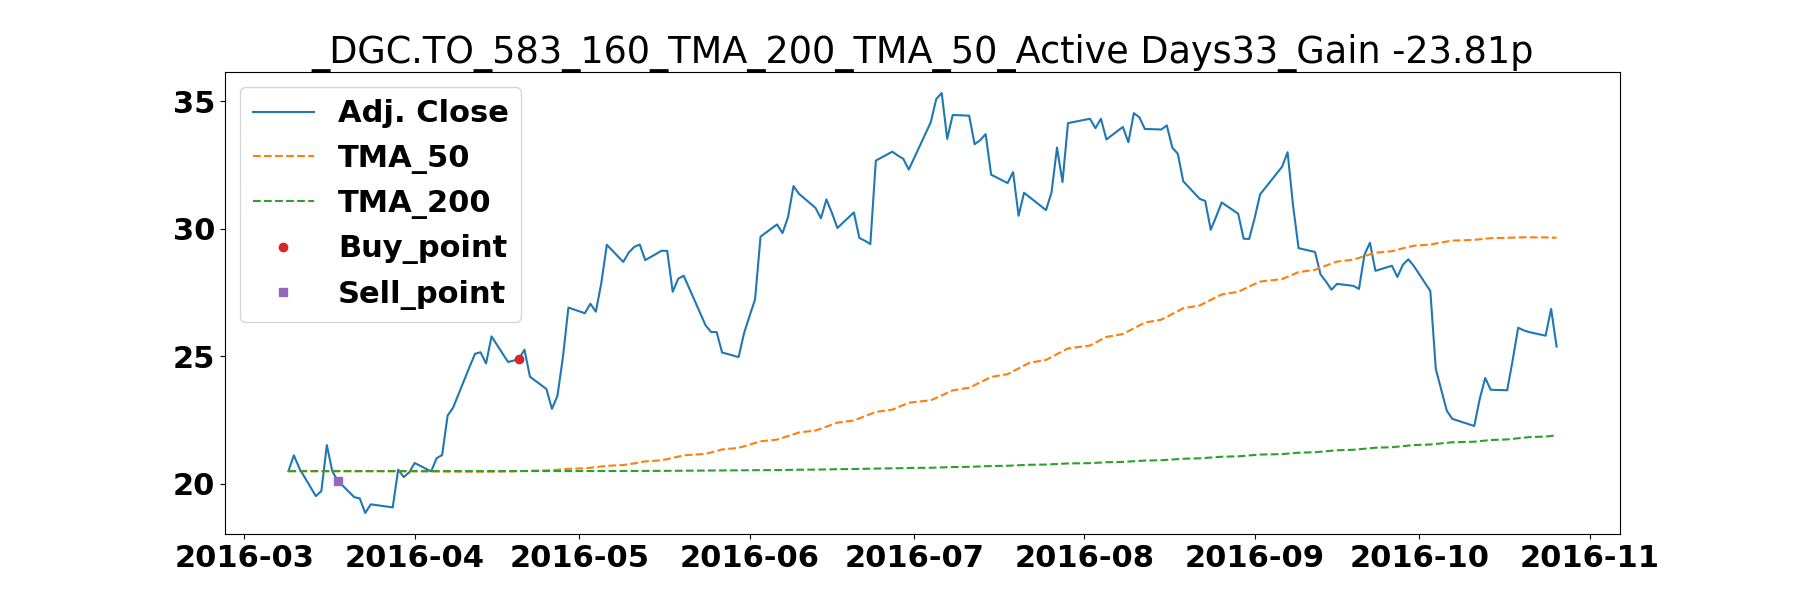 _DGC.TO_583_160_TMA_200_TMA_50_Active Days33_Gain -23.81p
35
30
25
20
Adj. Close
TMA_50
TMA_200
Buy_point
Sell_point
2016-03 2016-04 2016-05 2016-06 2016-07 2016-08 2016-09 2016-10 2016-11